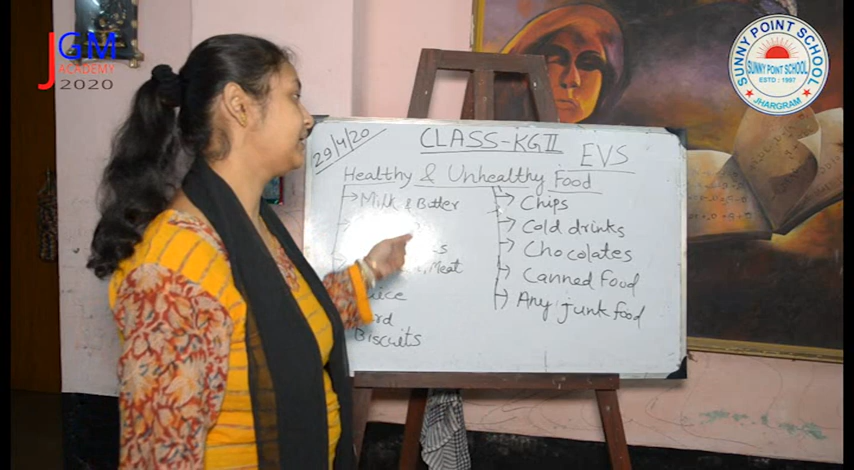 JGM
ACADEMY
2020
SUNNY POINT SCHOOL
SUNNY POINT SCHOOL
ESTD : 1997
JHARGRAM
29/4/20
CLASS-KG II
EVS
Healthy & Unhealthy Food
Milk & Butter
Meat
Biscuits
Chips
Cold drinks
Chocolates
Canned Food
Any junk food